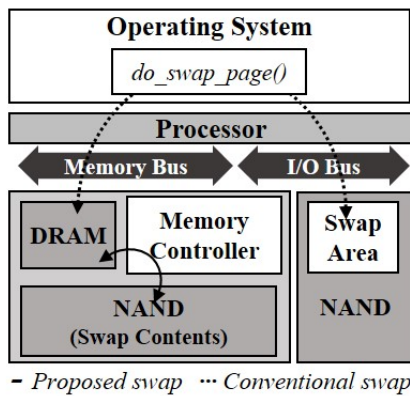 Operating System
do_swap_page()
Processor
Memory Bus
I/O Bus
DRAM
Memory
Controller
NAND
(Swap Contents)
Swap
Area
NAND
- Proposed swap ··· Conventional swap